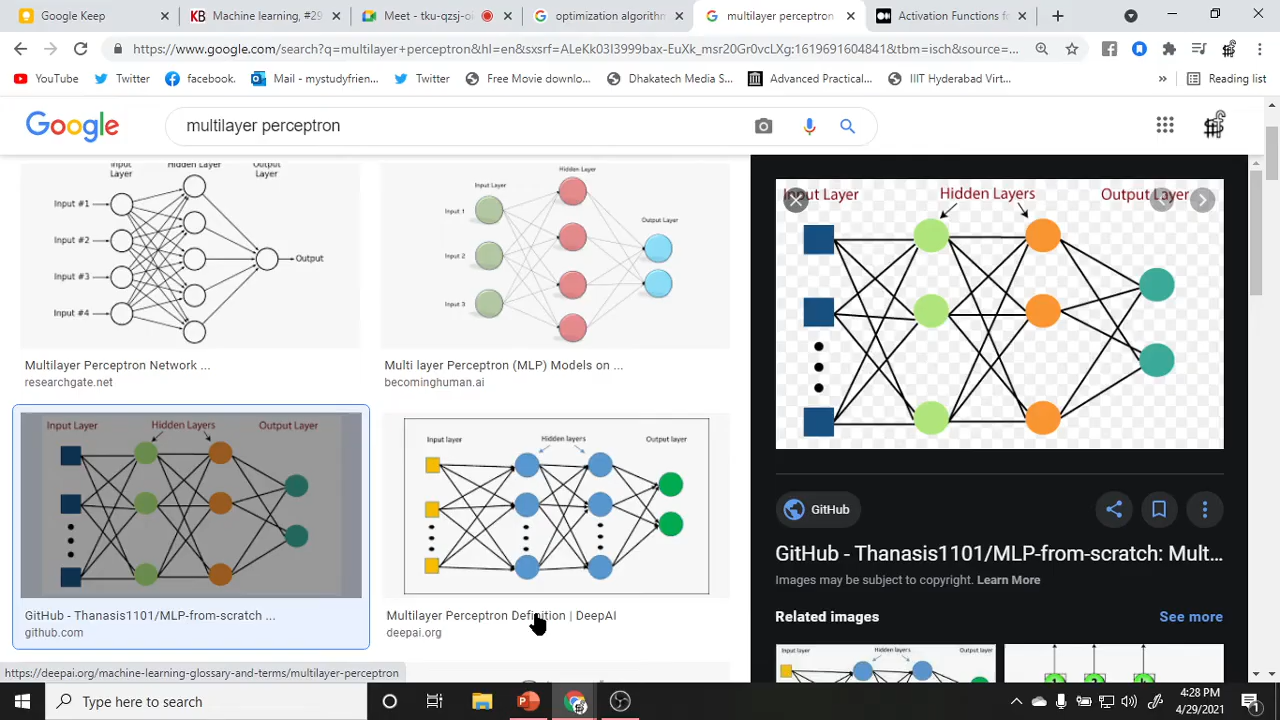 Google Keep
Machine learning, #29
Meet - tku-qzsj-o
optimization algorithm
multilayer perceptron
Activation Functions fo
https://www.google.com/search?q=multilayer+perceptron&hl=en&sxsrf=ALeKk03I3999bax-EuXk_msr20Gr0vcLXg:1619691604841&tbm=isch&source=...
YouTube
Twitter
facebook.
Mail - mystudyfrien...
Twitter
Free Movie downlo...
Dhakatech Media S...
Advanced Practical...
IIIT Hyderabad Virt...
»
Reading list
Google
multilayer perceptron
Input Layer
Hidden Layer
Output Layer
Input #1
Input #2
Input #3
Input #4
Output
Multilayer Perceptron Network ...
researchgate.net
Hidden Layer
Input Layer
Output Layer
Input 1
Input 2
Input 3
Multi layer Perceptron (MLP) Models on ...
becominghuman.ai
Input Layer
Hidden Layers
Output Layer
GitHub - Thanasis1101/MLP-from-scratch ...
github.com
Input layer
Hidden layers
Output layer
Multilayer Perceptron Definition | DeepAI
deepai.org
Input Layer
Hidden Layers
Output Layer
GitHub
GitHub - Thanasis1101/MLP-from-scratch: Mult...
Images may be subject to copyright. Learn More
Related images
See more
Input layer
Hidden layers
Output layer
https://deepai.org/machine-learning-glossary-and-terms/multilayer-perceptron
Type here to search
4:28 PM
4/29/2021